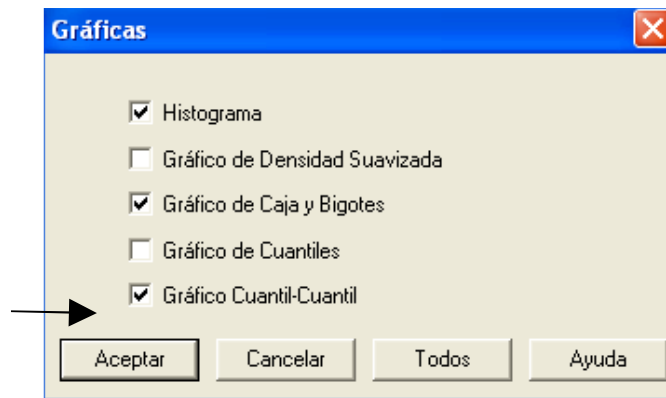 Gráficas
Histograma
Gráfico de Densidad Suavizada
Gráfico de Caja y Bigotes
Gráfico de Cuantiles
Gráfico Cuantil-Cuantil
Aceptar Cancelar Todos Ayuda